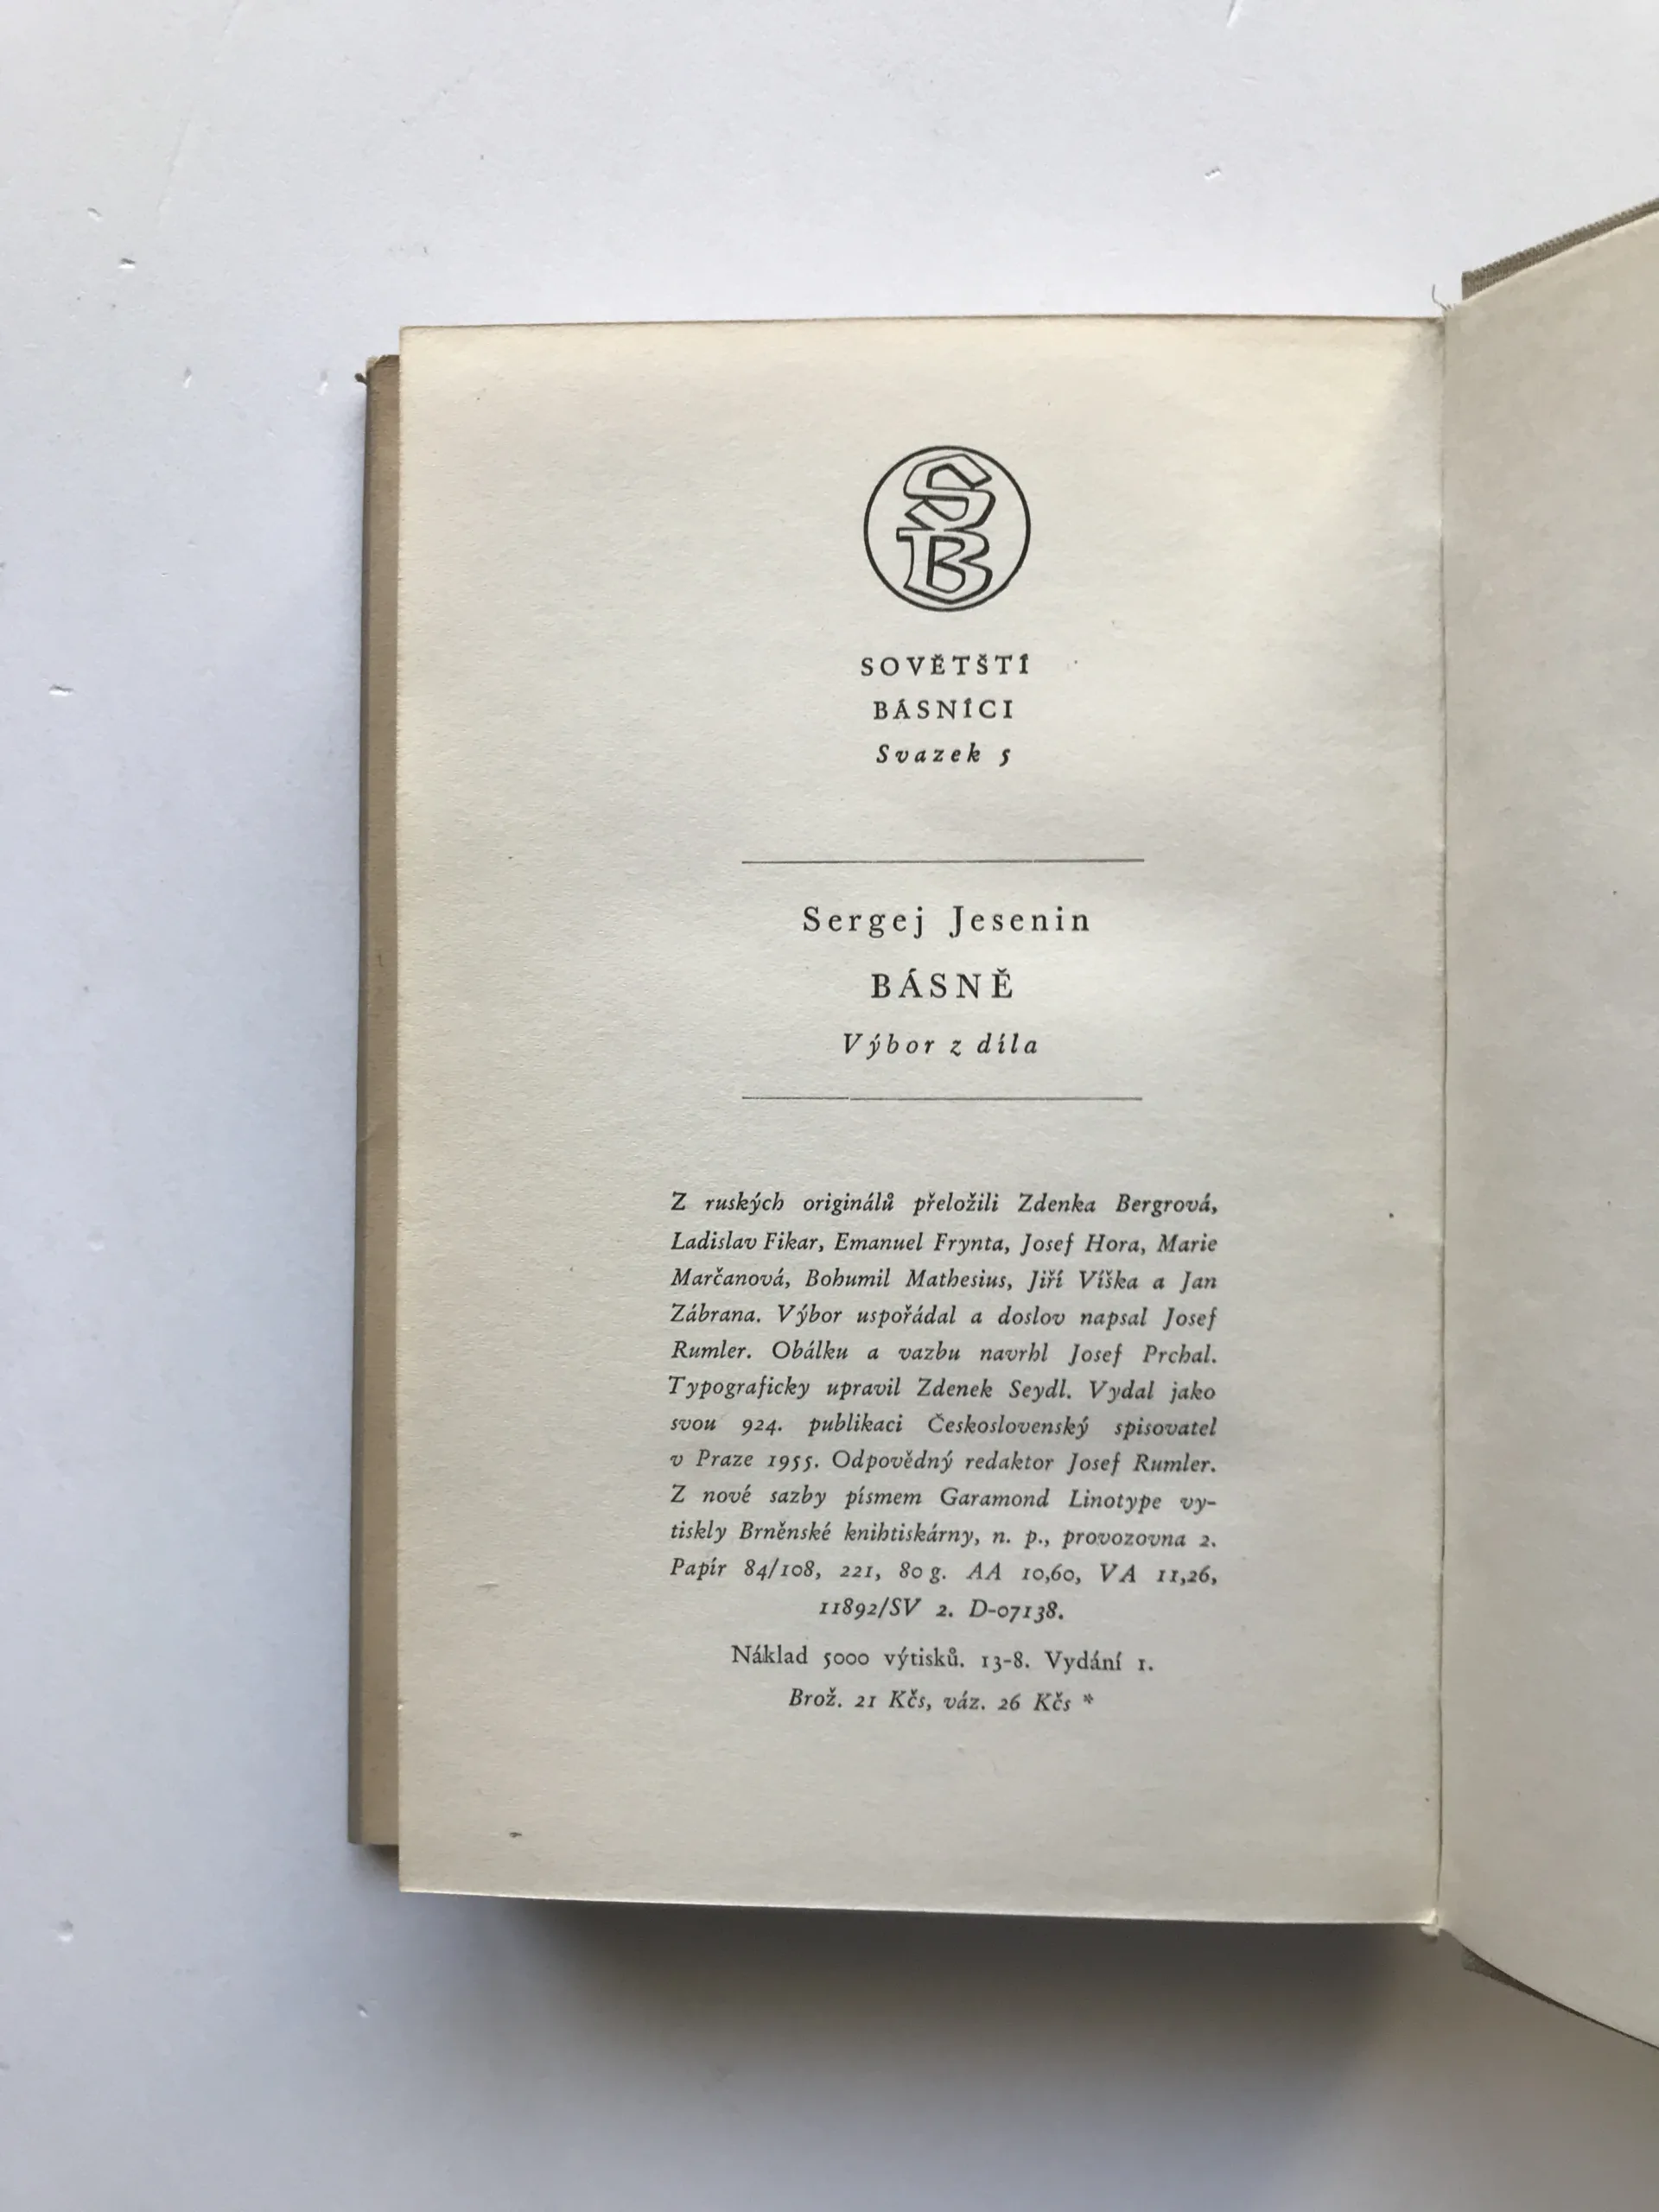 SB
SOVĚTŠTÍ
BÁSNÍCI
Svazek 5
Sergej Jesenin
BÁSNĚ
Výbor z díla
Z ruských originálů přeložili Zdenka Bergrová,
Ladislav Fikar, Emanuel Frynta, Josef Hora, Marie
Marčanová, Bohumil Mathesius, Jiří Víška a Jan
Zábrana. Výbor uspořádal a doslov napsal Josef
Rumler. Obálku a vazbu navrhl Josef Prchal.
Typograficky upravil Zdenek Seydl. Vydal jako
svou 924. publikaci Československý spisovatel
v Praze 1955. Odpovědný redaktor Josef Rumler.
Z nové sazby písmem Garamond Linotype vy-
tiskly Brněnské knihtiskárny, n. p., provozovna 2.
Papír 84/108, 221, 80 g. AA 10,60, VA 11,26,
11892/SV 2. D-07138.
Náklad 5000 výtisků. 13-8. Vydání 1.
Brož. 21 Kčs, váz. 26 Kčs *